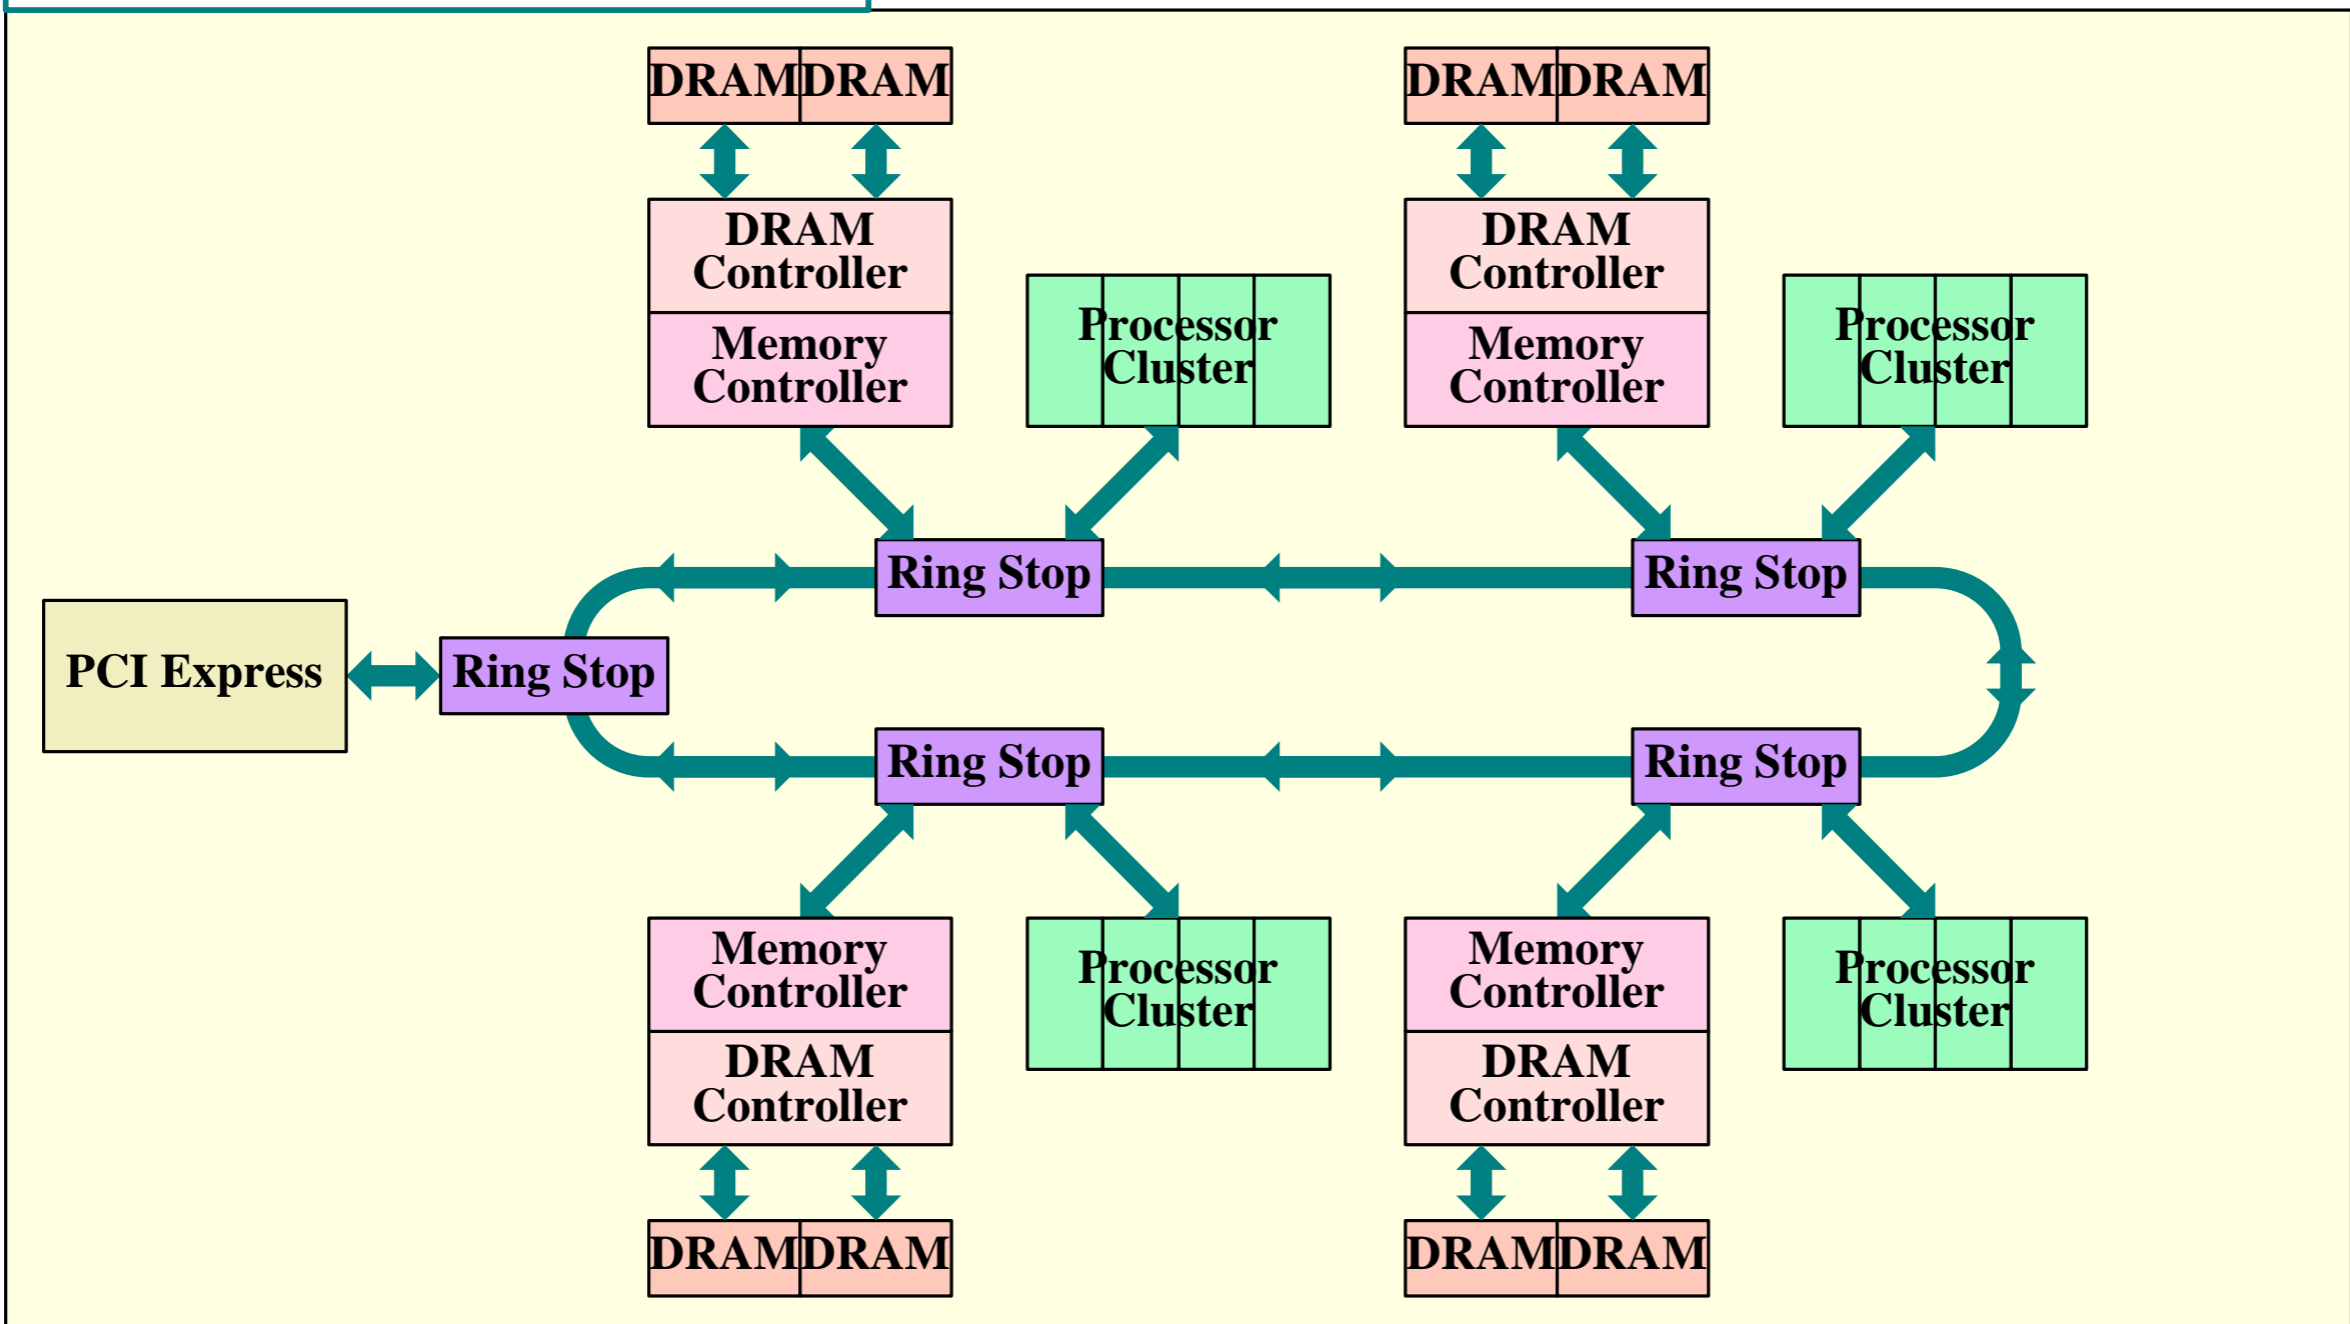 DRAM DRAM DRAM DRAM
DRAM
Controller
DRAM
Controller
Memory
Controller
Processor
Cluster
Memory
Controller
Processor
Cluster
Ring Stop
Ring Stop
PCI Express
Ring Stop
Ring Stop
Ring Stop
Memory
Controller
Processor
Cluster
Memory
Controller
Processor
Cluster
DRAM
Controller
DRAM
Controller
DRAM DRAM DRAM DRAM